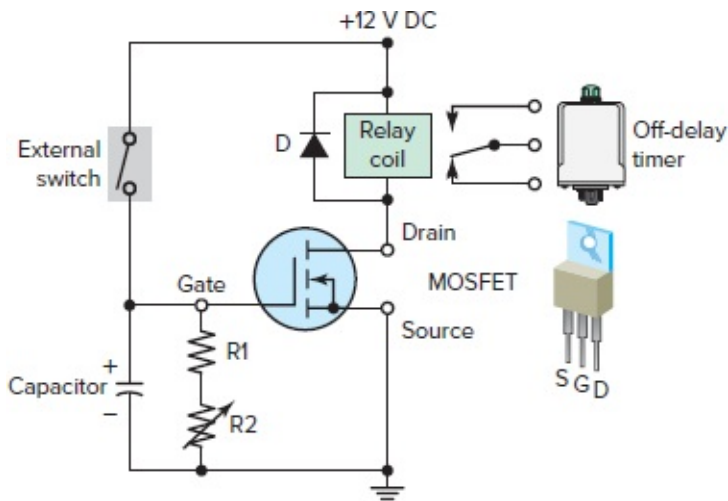 +12 V DC
External
switch
D
Relay
coil
Off-delay
timer
Drain
MOSFET
Gate
Source
R1
+
Capacitor
–
R2
S G D